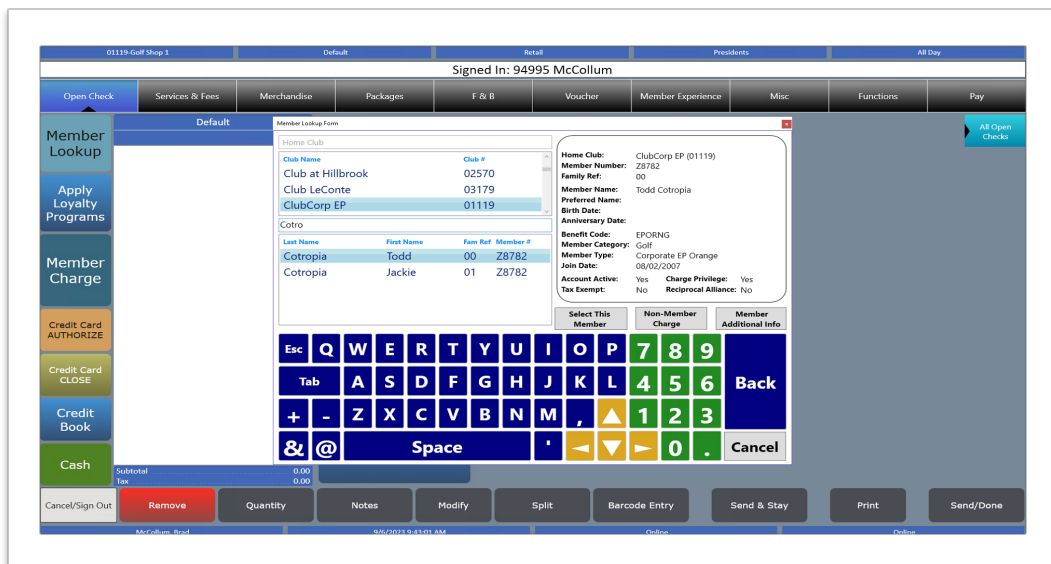 01119-Golf Shop 1 Default Retail Presidents All Day
Signed In: 94995 McCollum
Open Check Services & Fees Merchandise Packages F & B Voucher Member Experience Misc Functions Pay
Default
All Open
Checks
Member
Lookup
Apply
Loyalty
Programs
Member
Charge
Credit Card
AUTHORIZE
Credit Card
CLOSE
Credit
Book
Cash
Member Lookup Form
Home Club
Club Name Club #
Club at Hillbrook 02570
Club LeConte 03179
ClubCorp EP 01119
Cotro
Last Name First Name Fam Ref Member #
Cotropia Todd 00 Z8782
Cotropia Jackie 01 Z8782
Home Club: ClubCorp EP (01119)
Member Number: Z8782
Family Ref: 00
Member Name: Todd Cotropia
Preferred Name:
Birth Date:
Anniversary Date:
Benefit Code: EPORNG
Member Category: Golf
Member Type: Corporate EP Orange
Join Date: 08/02/2007
Account Active: Yes Charge Privilege: Yes
Tax Exempt: No Reciprocal Alliance: No
Select This
Member
Non-Member
Charge
Member
Additional Info
Esc Q W E R T Y U I O P 7 8 9
Tab A S D F G H J K L 4 5 6 Back
+ - Z X C V B N M , 1 2 3
& @ Space ' 0 . Cancel
Subtotal 0.00
Tax 0.00
Cancel/Sign Out Remove Quantity Notes Modify Split Barcode Entry Send & Stay Print Send/Done
McCollum, Brad 9/6/2023 9:43:01 AM Online Online